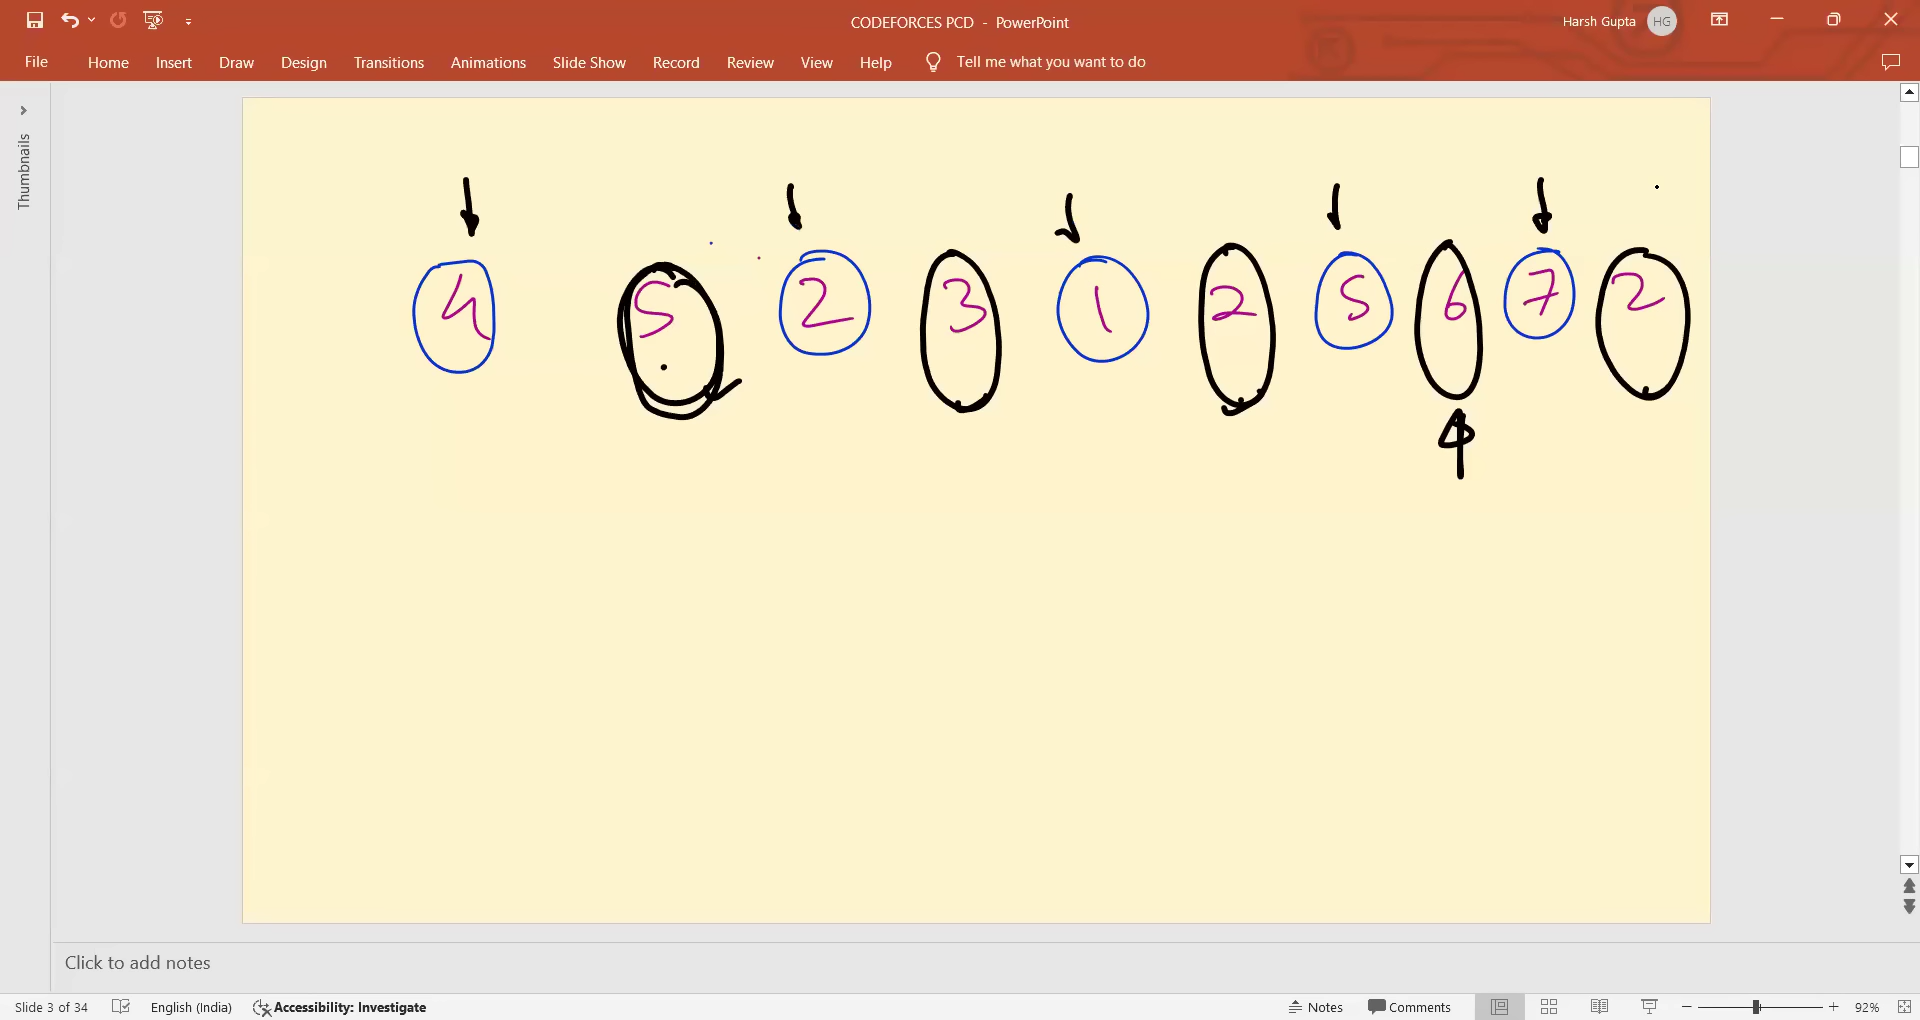 CODEFORCES PCD - PowerPoint
Harsh Gupta HG
File Home Insert Draw Design Transitions Animations Slide Show Record Review View Help Tell me what you want to do
Thumbnails
4 5 2 3 1 2 5 6 7 2
Click to add notes
Slide 3 of 34 English (India) Accessibility: Investigate Notes Comments 92%